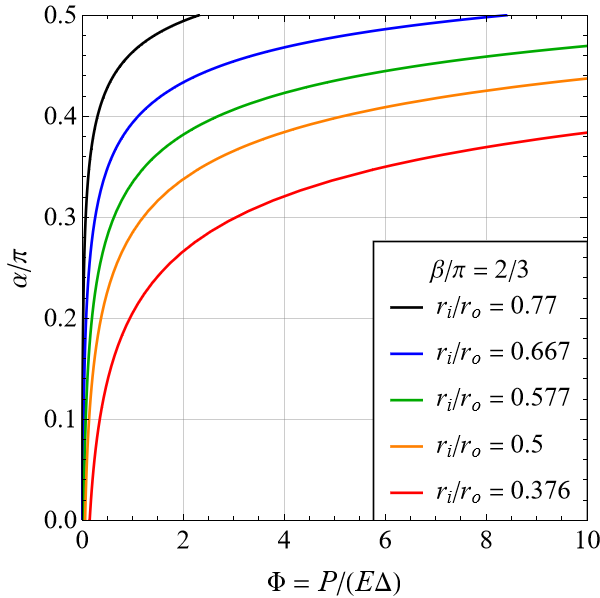 0.5
0.4
0.3
0.2
0.1
0.0
α/π
0 2 4 6 8 10
Φ = P/(EΔ)
β/π = 2/3
r_i/r_o = 0.77
r_i/r_o = 0.667
r_i/r_o = 0.577
r_i/r_o = 0.5
r_i/r_o = 0.376